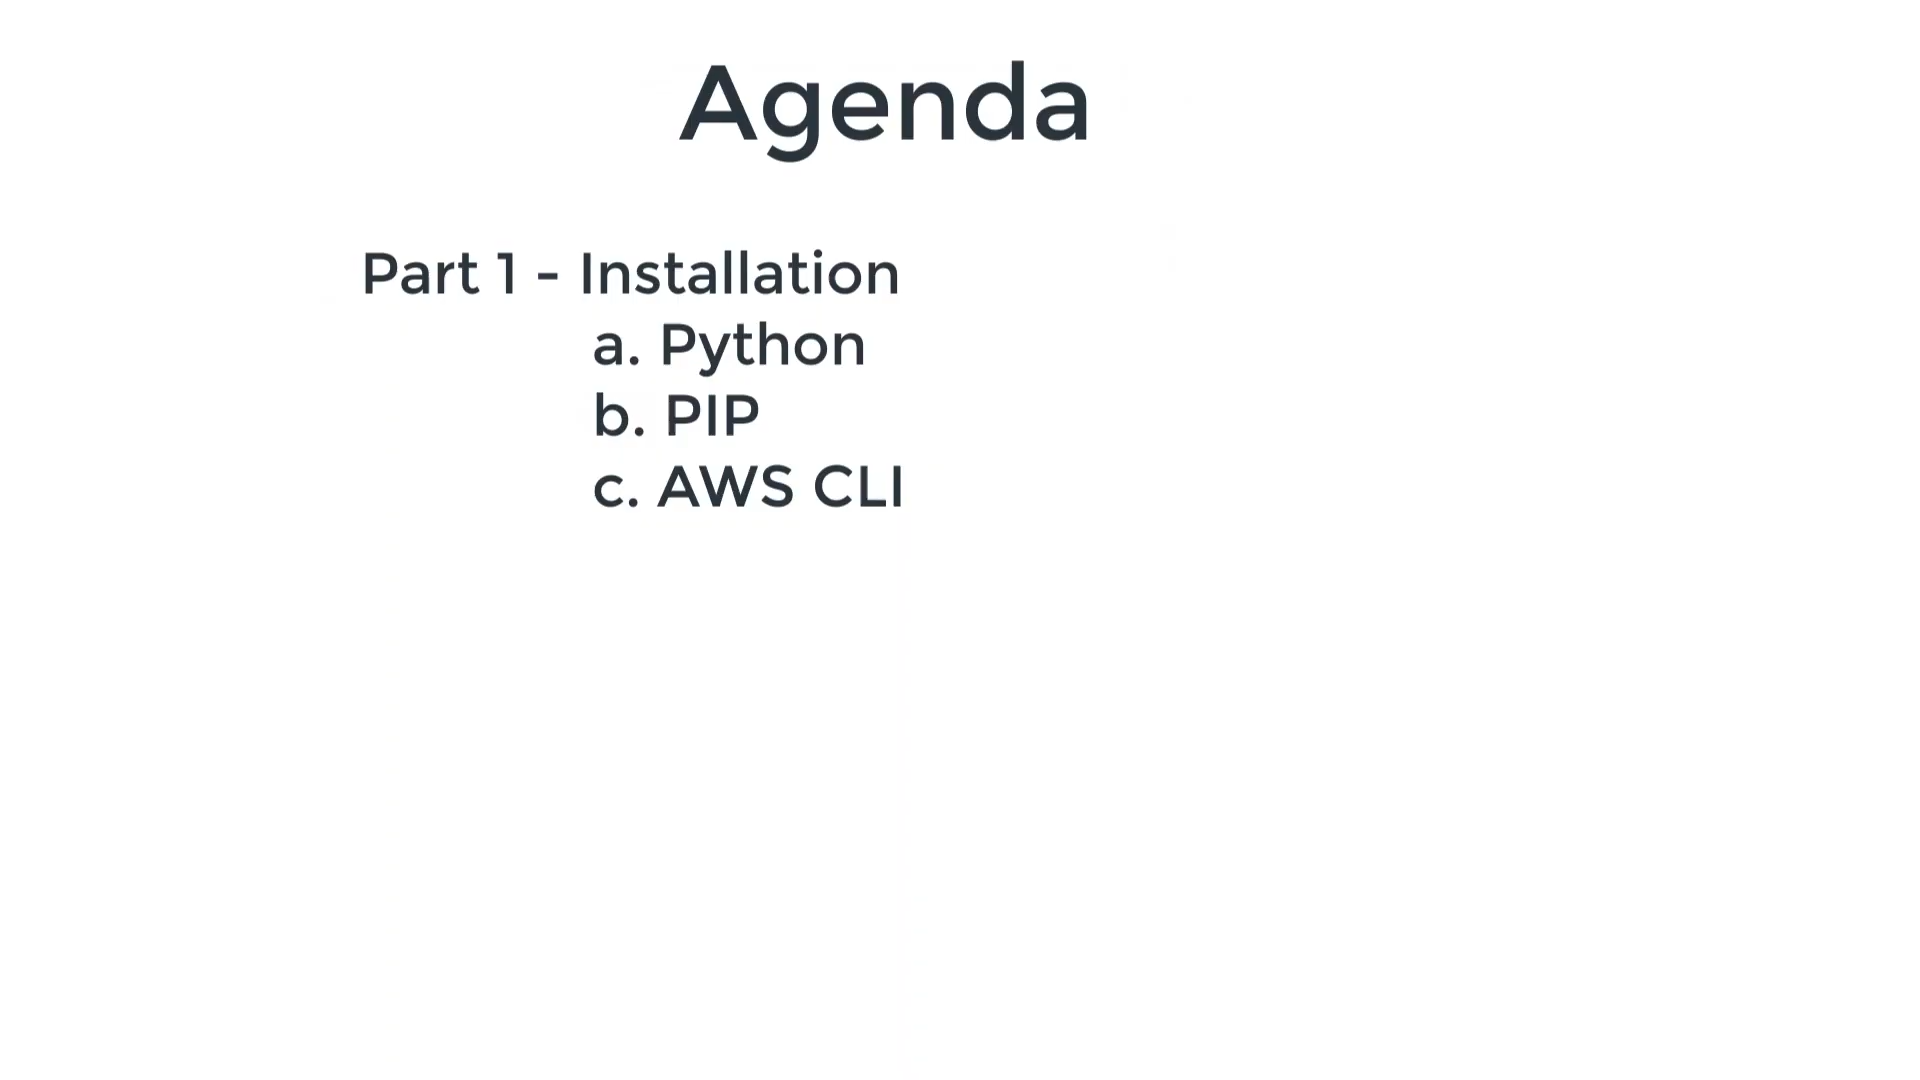 Agenda
Part 1 - Installation
a. Python
b. PIP
c. AWS CLI